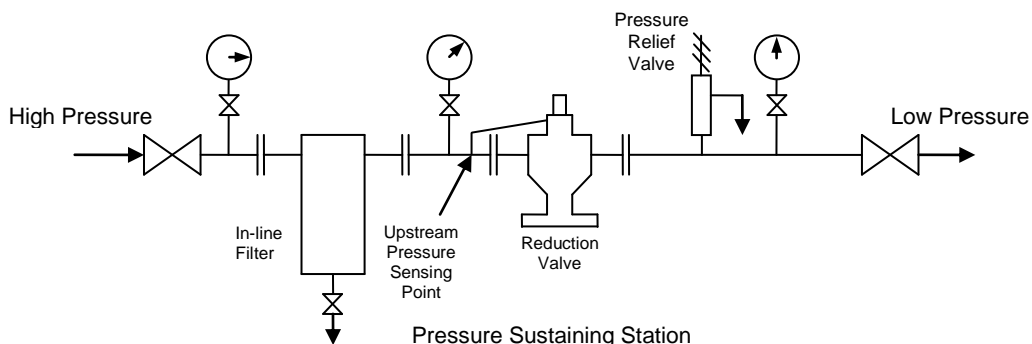 Pressure
Relief
Valve
High Pressure
Low Pressure
In-line
Filter
Upstream
Pressure
Sensing
Point
Reduction
Valve
Pressure Sustaining Station